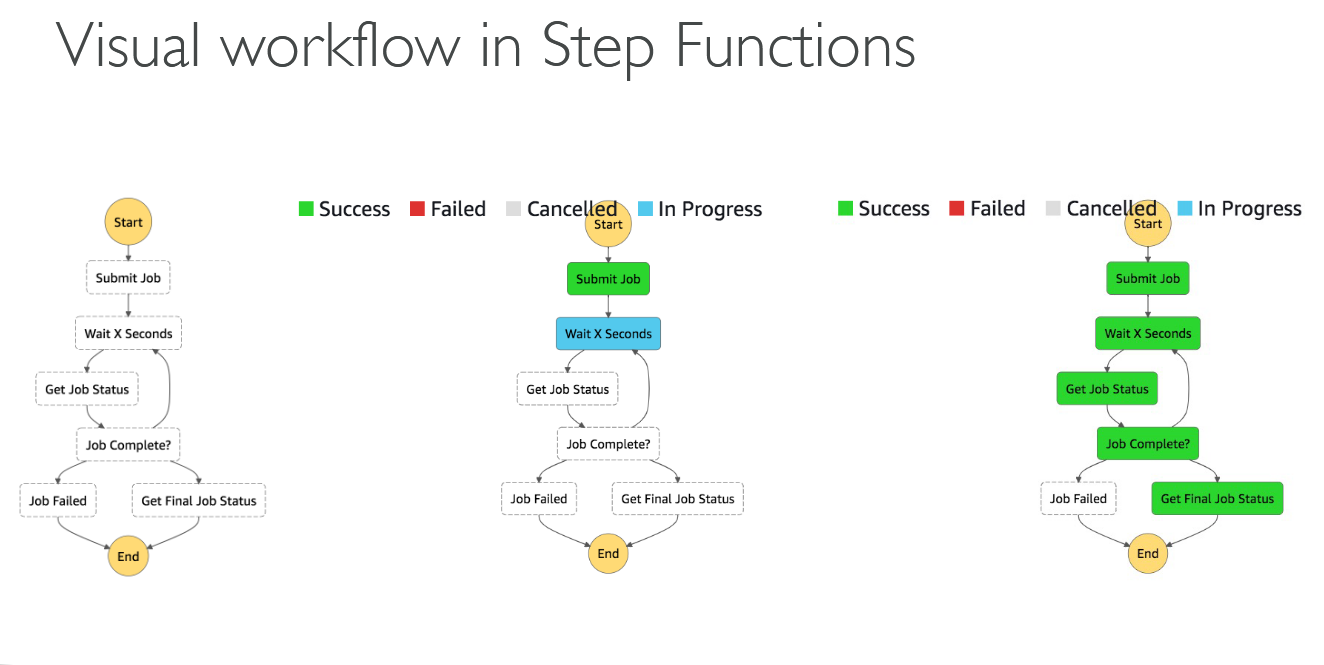 Visual workflow in Step Functions
Start
Submit Job
Wait X Seconds
Get Job Status
Job Complete?
Job Failed
Get Final Job Status
End
Success Failed Cancelled In Progress
Start
Submit Job
Wait X Seconds
Get Job Status
Job Complete?
Job Failed
Get Final Job Status
End
Success Failed Cancelled In Progress
Start
Submit Job
Wait X Seconds
Get Job Status
Job Complete?
Job Failed
Get Final Job Status
End